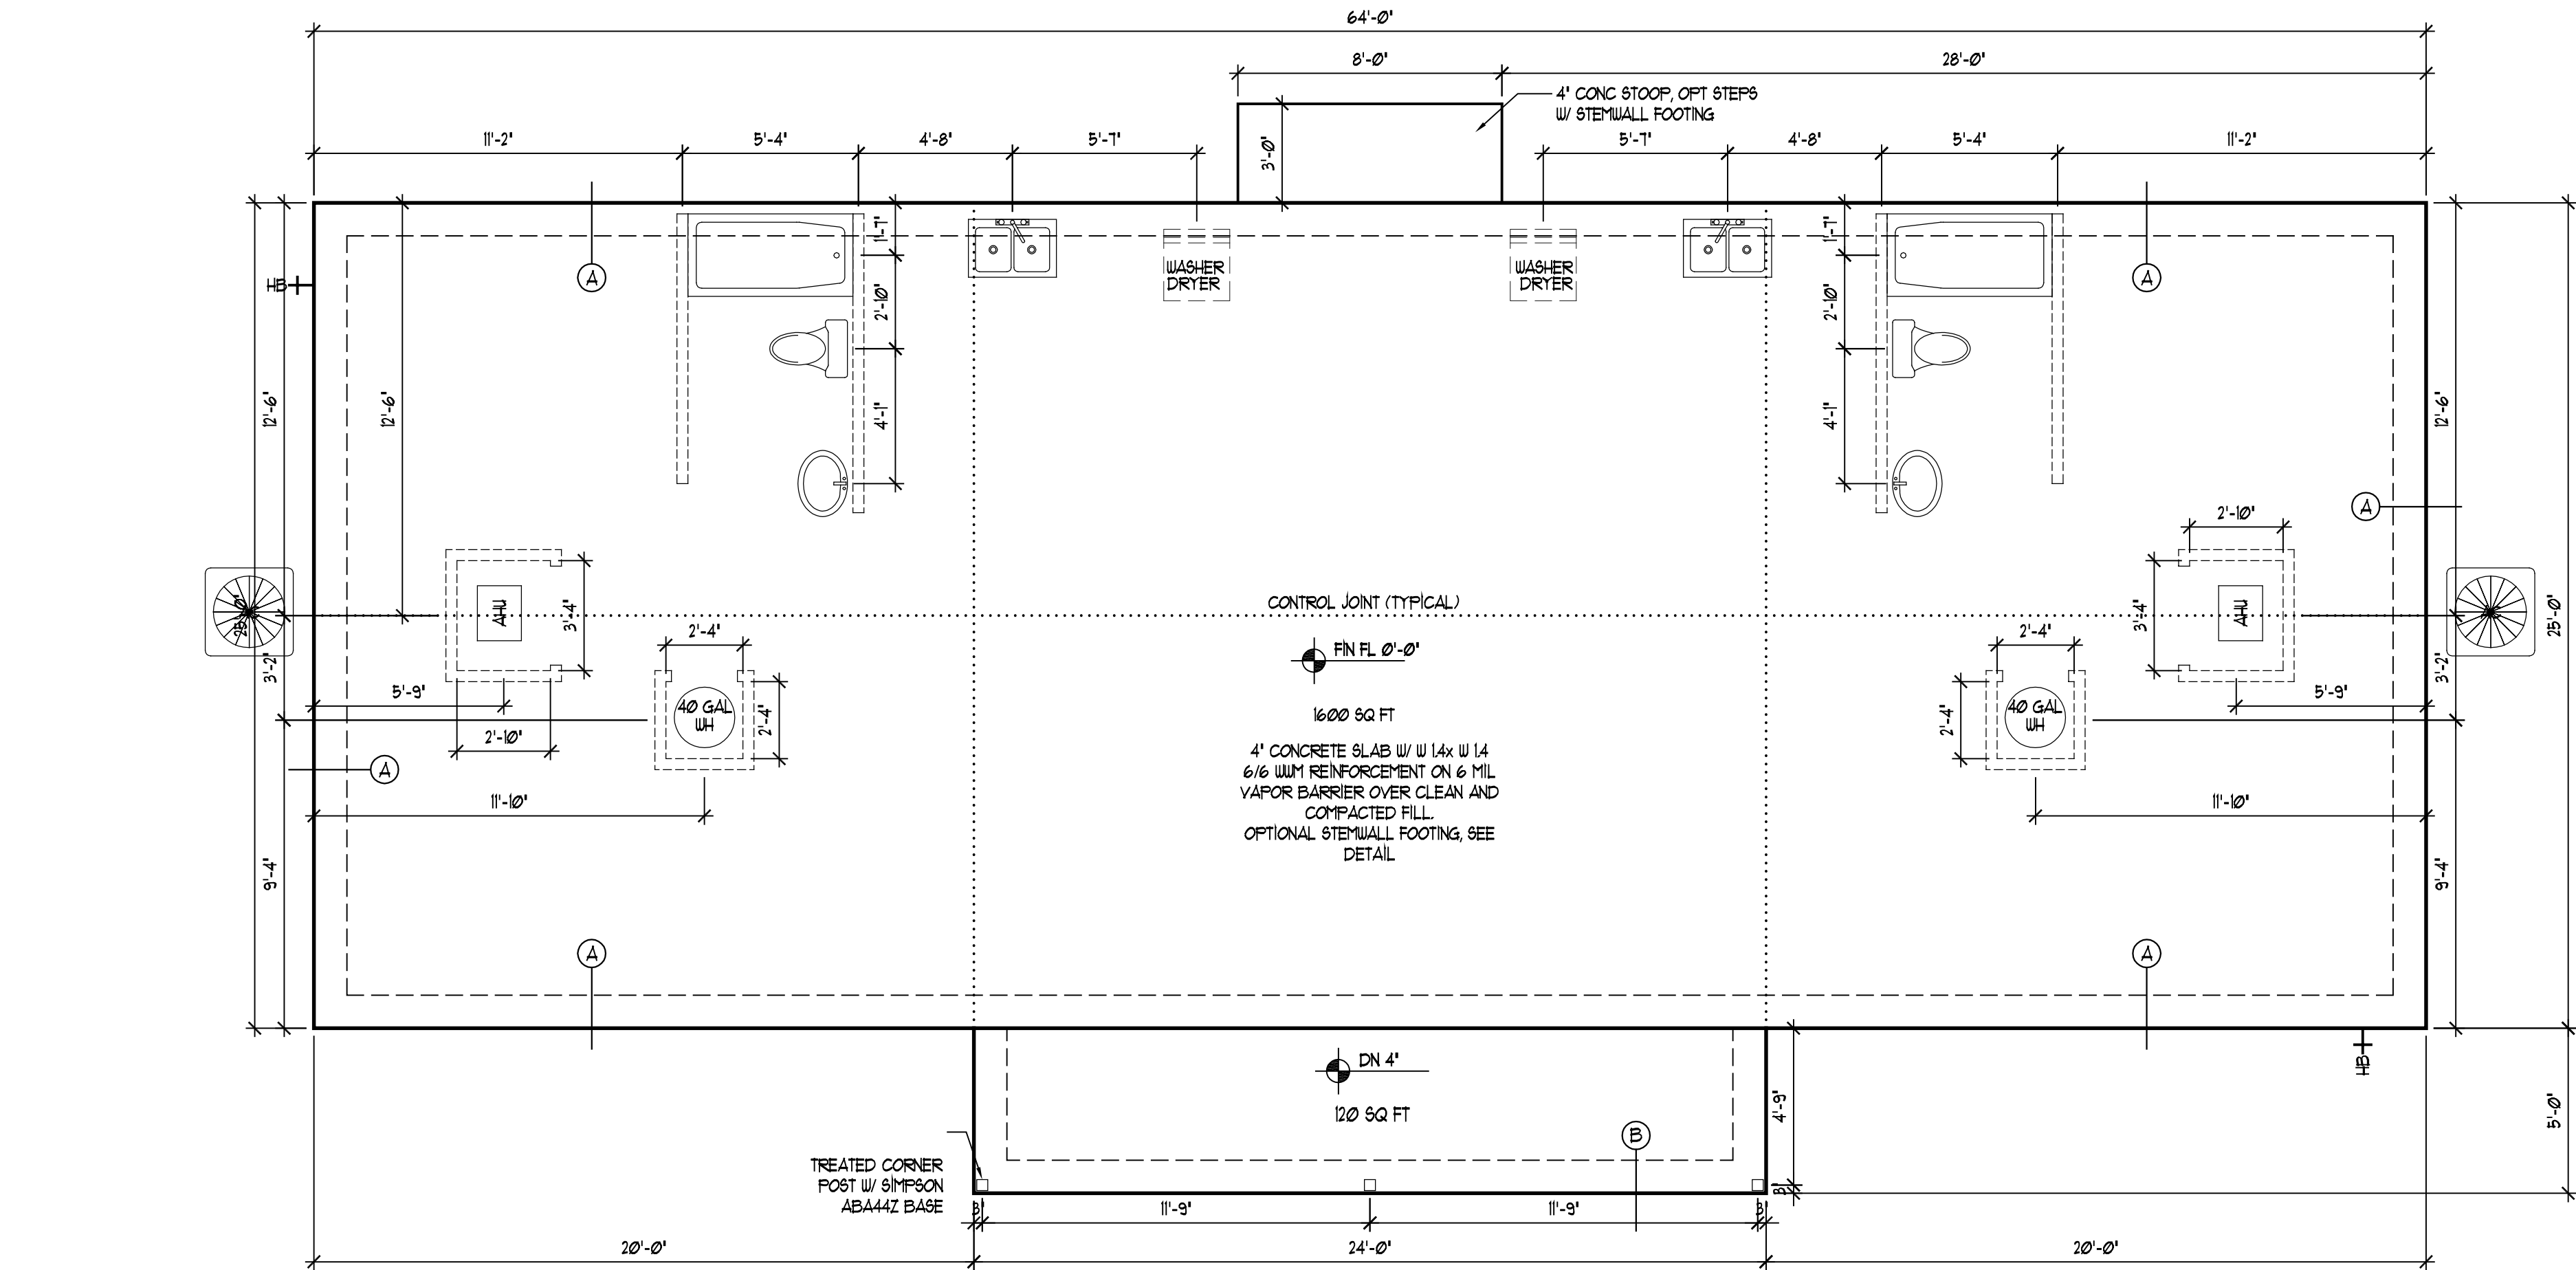 64'-0"
8'-0"
28'-0"
4" CONC STOOP, OPT STEPS
W/ STEMWALL FOOTING
11'-2"
5'-4"
4'-8"
5'-7"
3'-0"
5'-7"
4'-8"
5'-4"
11'-2"
1'-7"
1'-7"
A
WASHER
DRYER
WASHER
DRYER
A
HB
2'-10"
2'-10"
12'-6"
12'-6"
4'-1"
4'-1"
12'-6"
A
2'-10"
25'-0"
AHU
3'-4"
CONTROL JOINT (TYPICAL)
3'-4"
AHU
25'-0"
2'-4"
2'-4"
FIN FL 0'-0"
3'-2"
3'-2"
5'-9"
5'-9"
40 GAL
WH
2'-4"
1600 SQ FT
2'-4"
40 GAL
WH
2'-10"
4" CONCRETE SLAB W/ W 1.4x W 1.4
6/6 WWM REINFORCEMENT ON 6 MIL
VAPOR BARRIER OVER CLEAN AND
COMPACTED FILL.
OPTIONAL STEMWALL FOOTING, SEE
DETAIL
A
11'-10"
11'-10"
9'-4"
9'-4"
A
A
DN 4"
HB
120 SQ FT
4'-9"
5'-0"
B
TREATED CORNER
POST W/ SIMPSON
ABA44Z BASE
3"
3"
11'-9"
11'-9"
3"
20'-0"
24'-0"
20'-0"